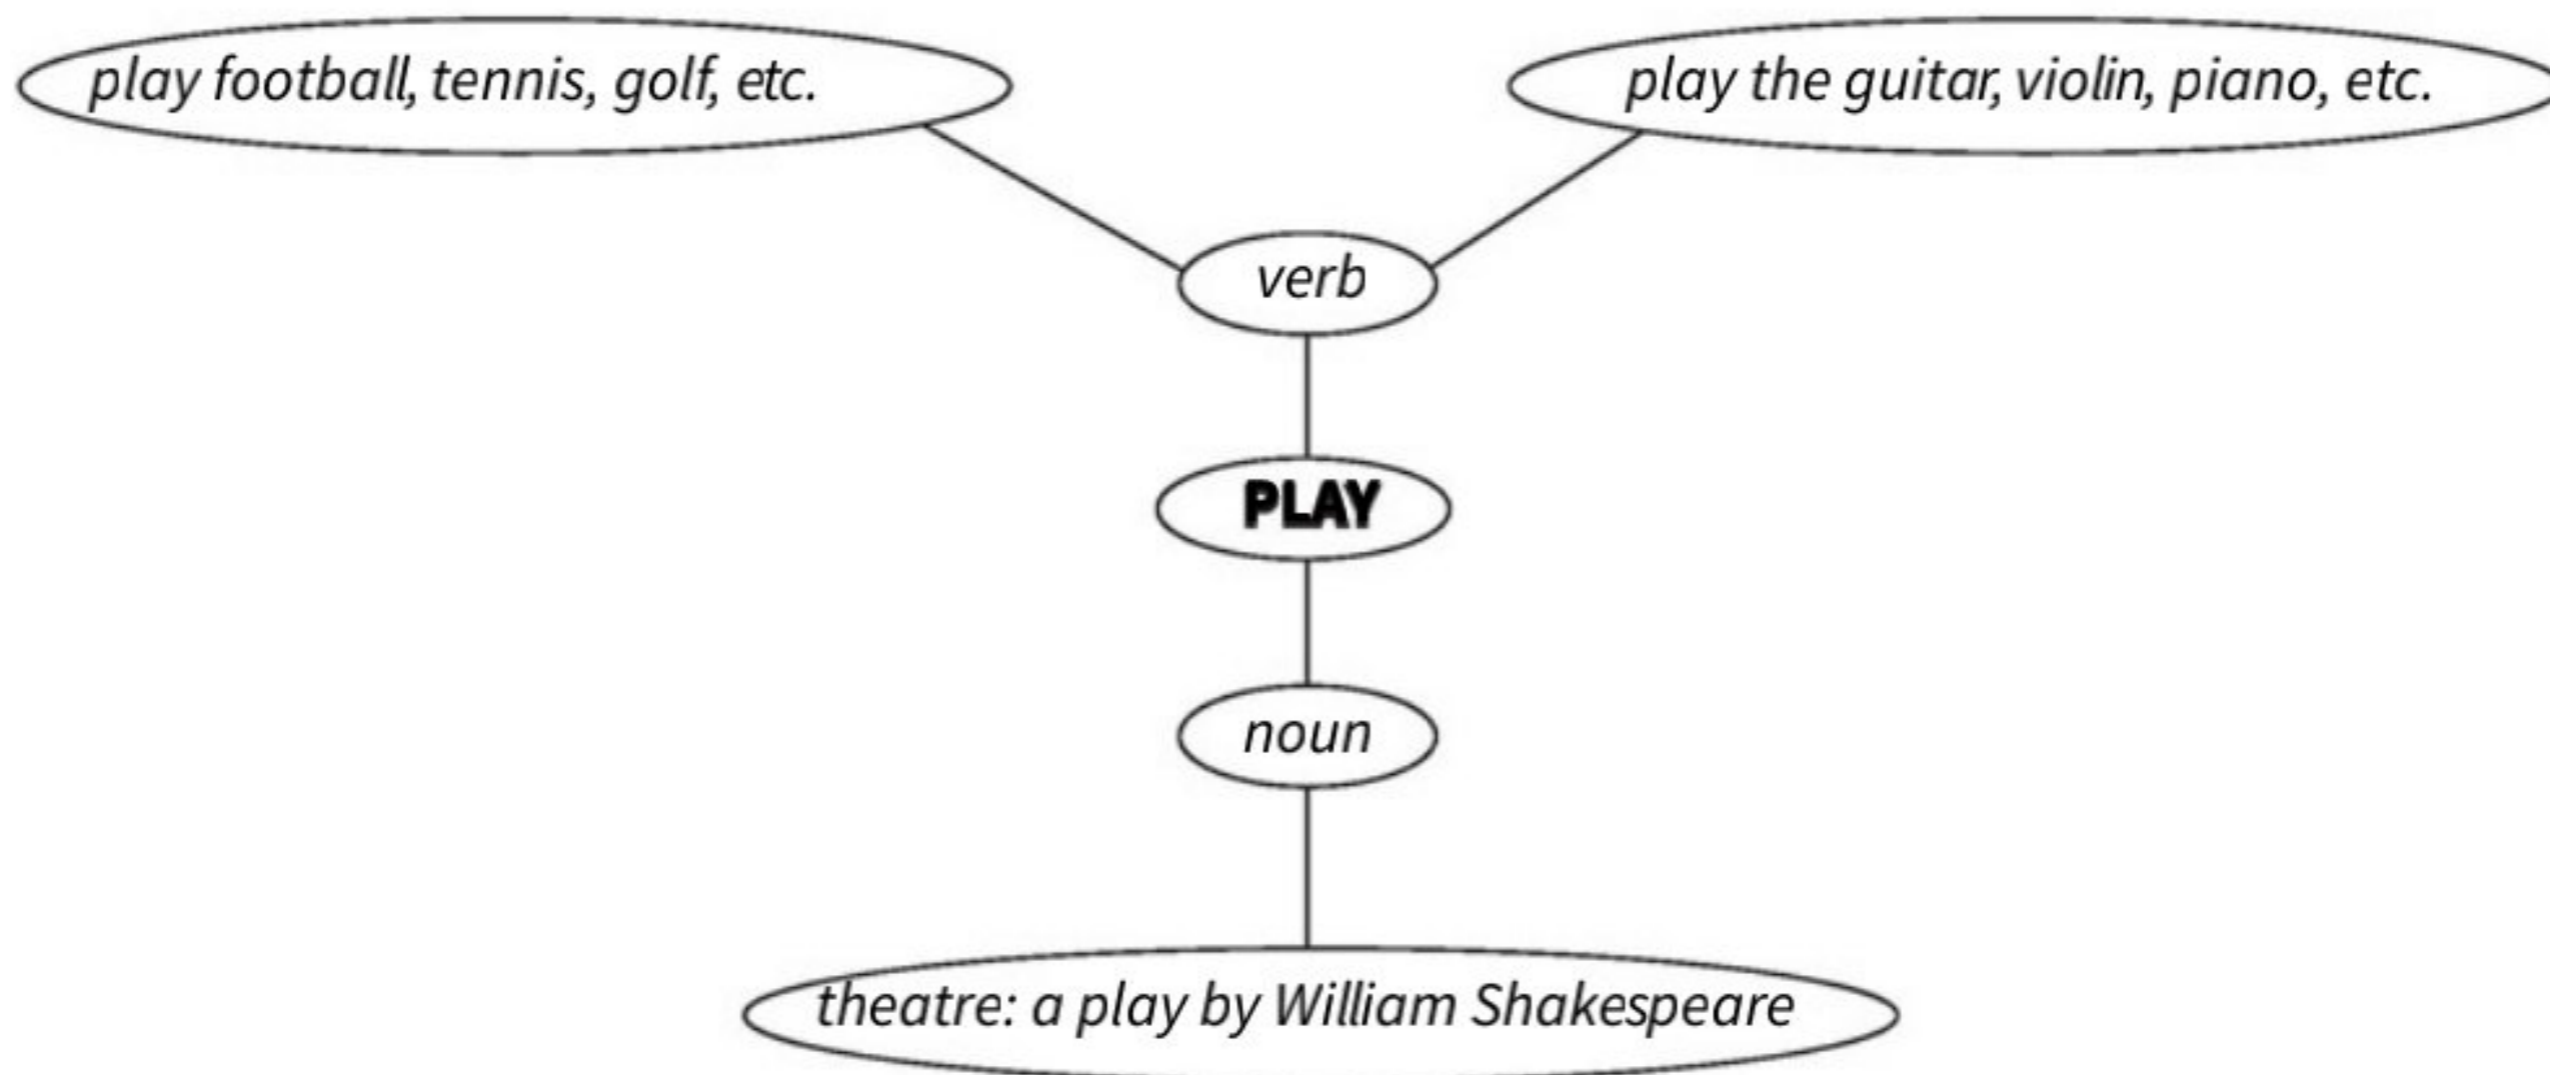 play football, tennis, golf, etc.
play the guitar, violin, piano, etc.
verb
PLAY
noun
theatre: a play by William Shakespeare